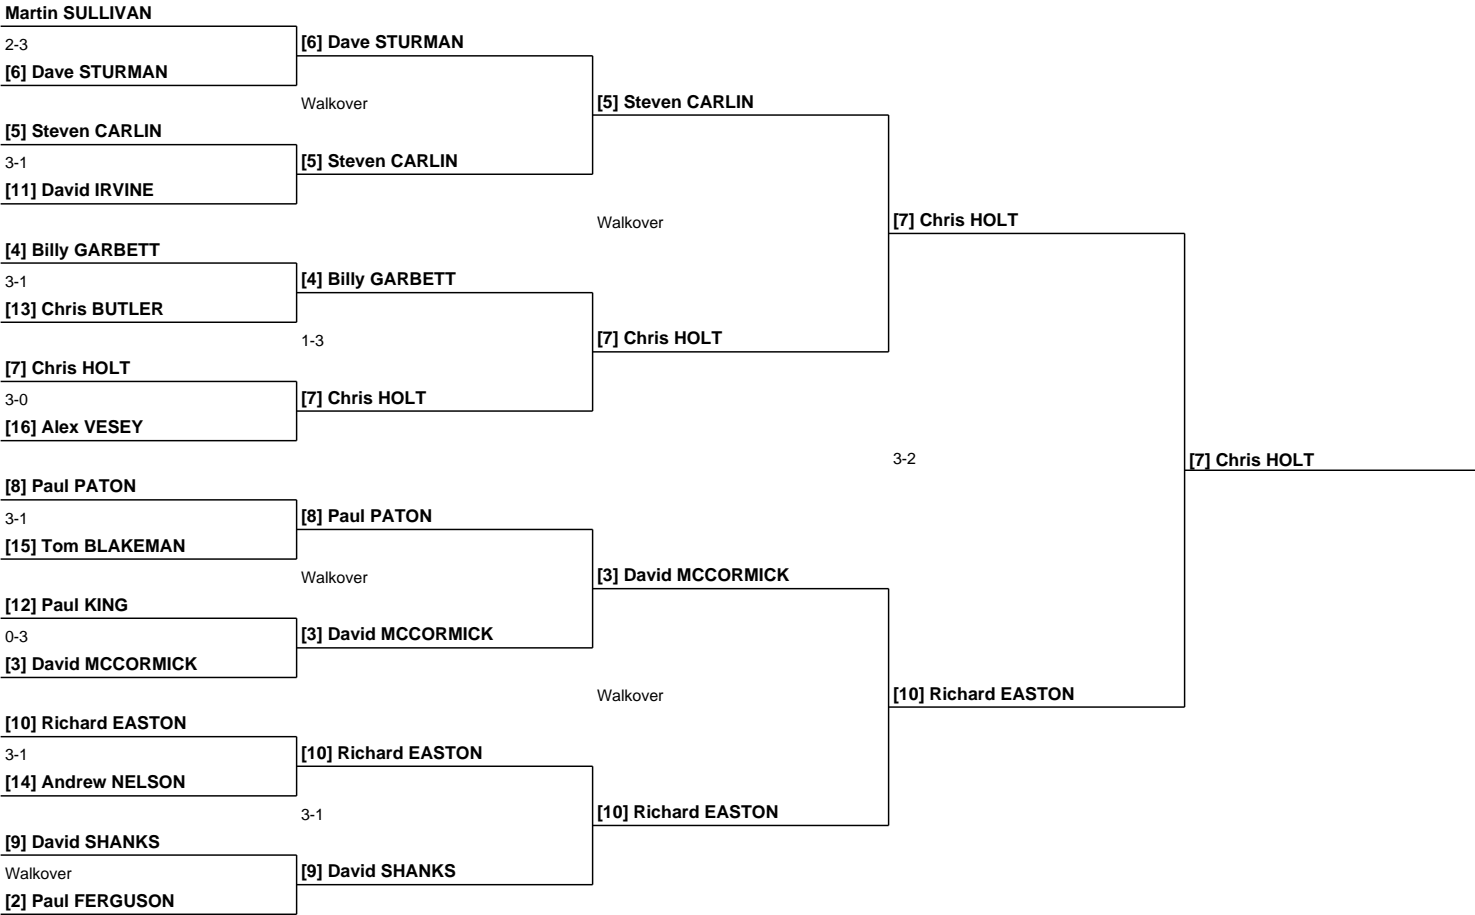 Martin SULLIVAN
2-3
[6] Dave STURMAN
[6] Dave STURMAN
Walkover
[5] Steven CARLIN
[5] Steven CARLIN
3-1
[5] Steven CARLIN
[11] David IRVINE
Walkover
[7] Chris HOLT
[4] Billy GARBETT
3-1
[4] Billy GARBETT
[13] Chris BUTLER
1-3
[7] Chris HOLT
[7] Chris HOLT
3-0
[7] Chris HOLT
[16] Alex VESEY
3-2
[7] Chris HOLT
[8] Paul PATON
3-1
[8] Paul PATON
[15] Tom BLAKEMAN
Walkover
[3] David MCCORMICK
[12] Paul KING
0-3
[3] David MCCORMICK
[3] David MCCORMICK
Walkover
[10] Richard EASTON
[10] Richard EASTON
3-1
[10] Richard EASTON
[14] Andrew NELSON
3-1
[10] Richard EASTON
[9] David SHANKS
Walkover
[9] David SHANKS
[2] Paul FERGUSON